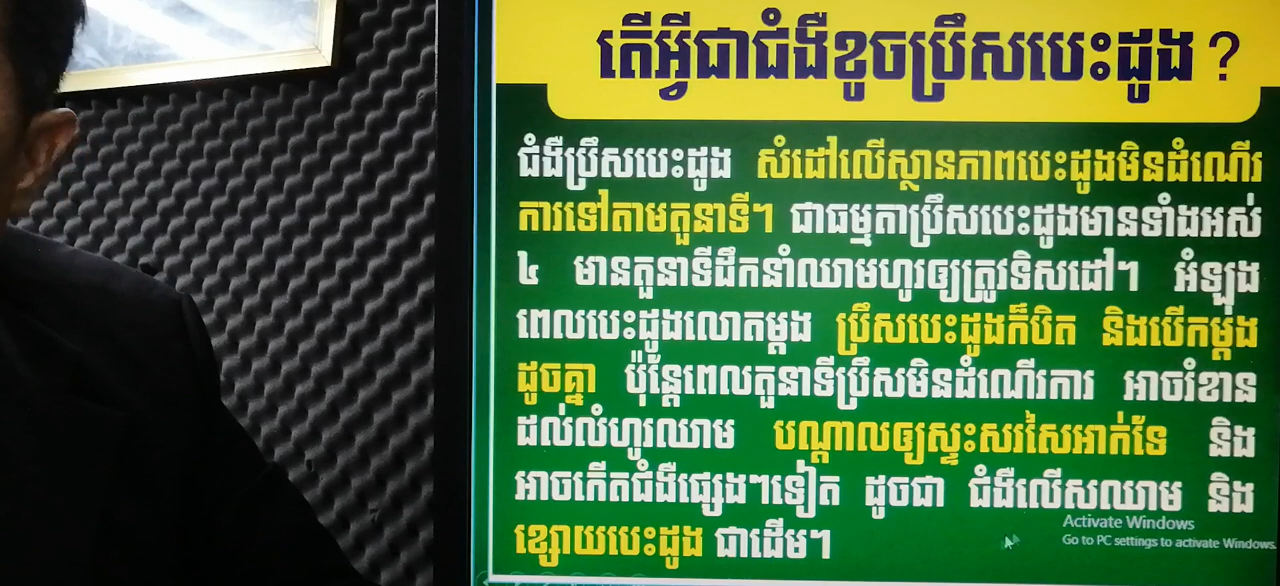 តើអ្វីជាជំងឺខូចប្រឹសបេះដូង ?
ជំងឺប្រឹសបេះដូង សំដៅលើស្ថានភាពបេះដូងមិនដំណើរ
ការទៅតាមតួនាទី។ ជាធម្មតាប្រឹសបេះដូងមានទាំងអស់
៤ មានតួនាទីដឹកនាំឈាមហូរឲ្យត្រូវទិសដៅ។ អំឡុង
ពេលបេះដូងលោតម្ដង ប្រឹសបេះដូងក៏បិត និងបើកម្ដង
ដូចគ្នា ប៉ុន្តែពេលតួនាទីប្រឹសមិនដំណើរការ អាចរំខាន
ដល់លំហូរឈាម បណ្ដាលឲ្យស្ទះសរសៃអាក់ទែ និង
អាចកើតជំងឺផ្សេងៗទៀត ដូចជា ជំងឺលើសឈាម និង
ខ្សោយបេះដូង ជាដើម។
Activate Windows
Go to PC settings to activate Windows.